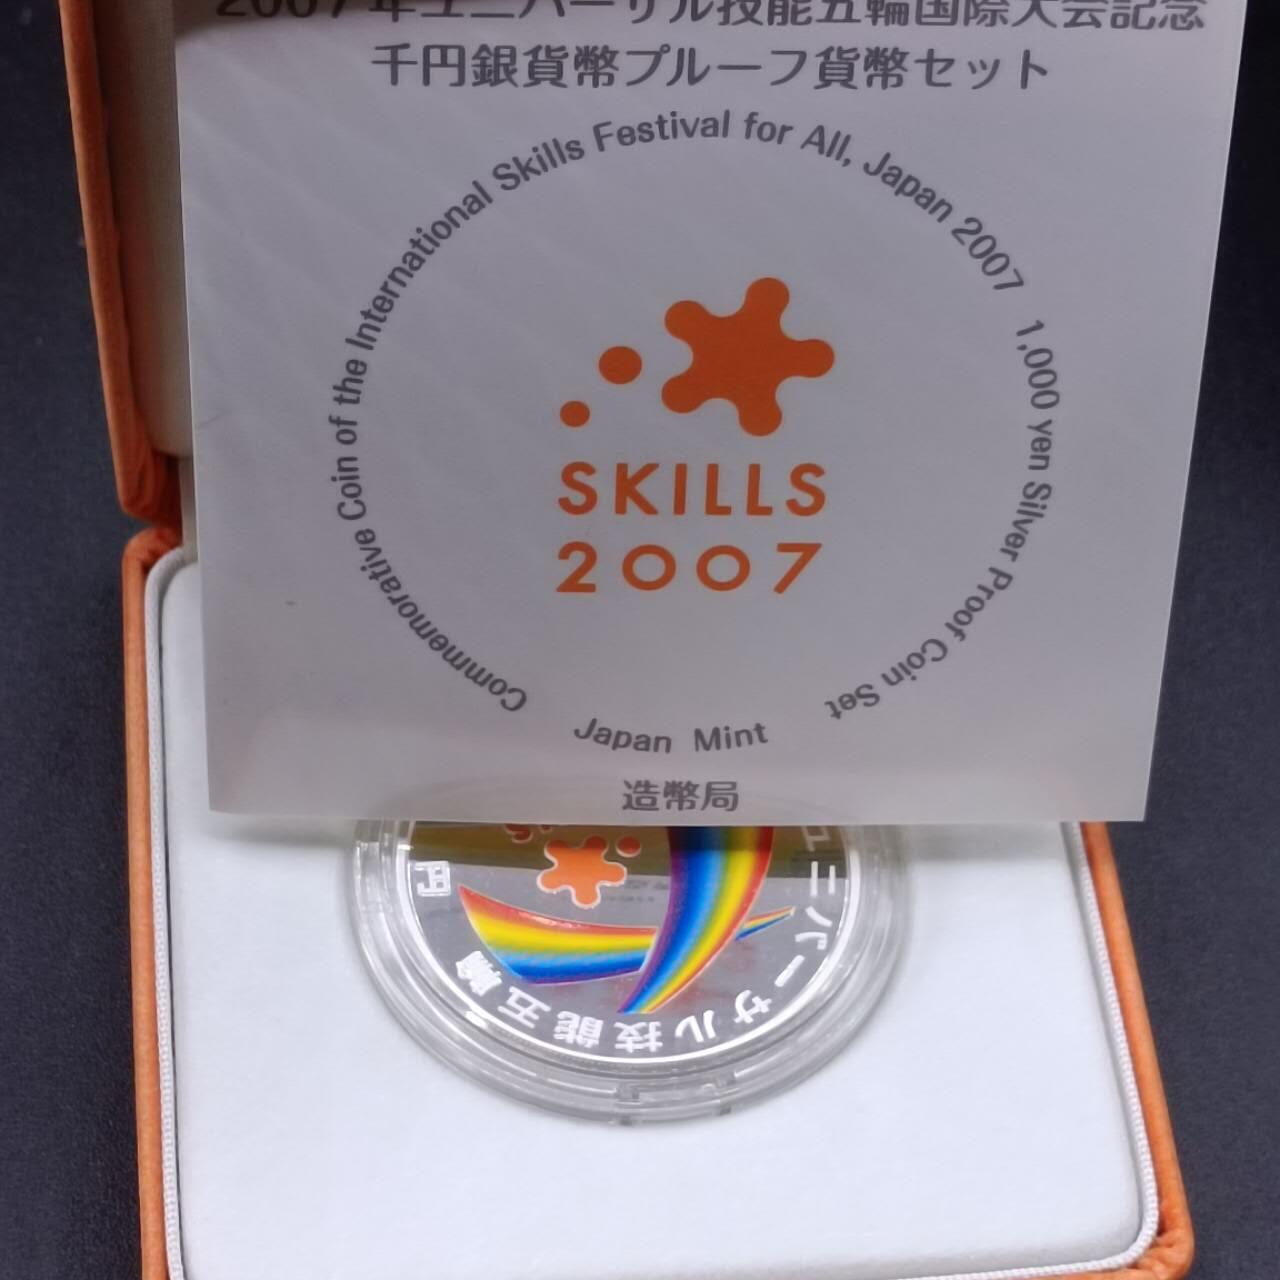 2007年ユニバーサル技能五輪国際大会記念
千円銀貨幣プルーフ貨幣セット
Commemorative Coin of the International Skills Festival for All, Japan 2007 1,000 yen Silver Proof Coin Set
SKILLS
2007
Japan Mint
造幣局
円
ユニバーサル技能五輪